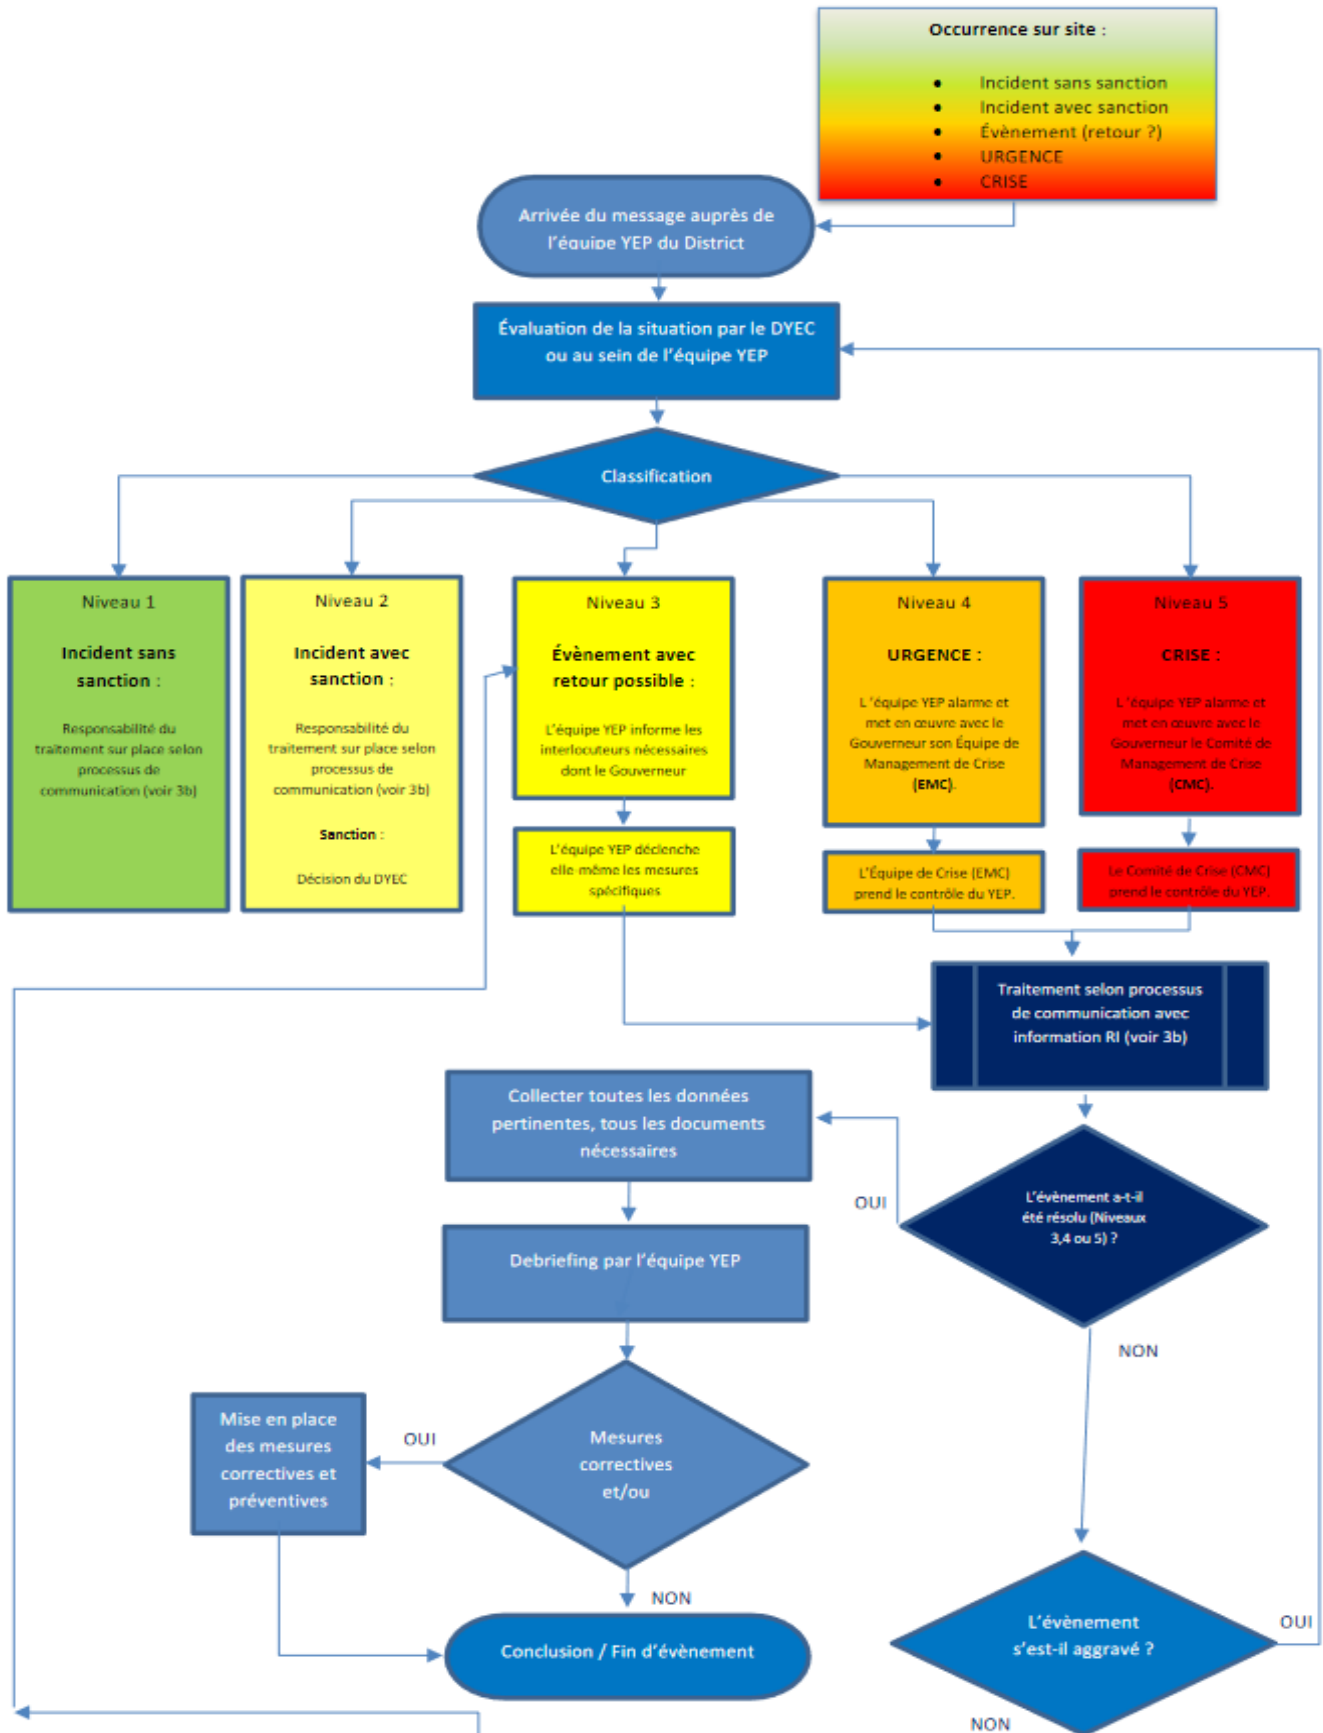 Occurrence sur site :
• Incident sans sanction
• Incident avec sanction
• Évènement (retour ?)
• URGENCE
• CRISE
Arrivée du message auprès de
l'équipe YEP du District
Évaluation de la situation par le DYEC
ou au sein de l'équipe YEP
Classification
Niveau 1
Incident sans
sanction :
Responsabilité du
traitement sur place selon
processus de
communication (voir 3b)
Niveau 2
Incident avec
sanction :
Responsabilité du
traitement sur place selon
processus de
communication (voir 3b)
Sanction :
Décision du DYEC
Niveau 3
Évènement avec
retour possible :
L'équipe YEP informe les
interlocuteurs nécessaires
dont le Gouverneur
L'équipe YEP déclenche
elle-même les mesures
spécifiques
Niveau 4
URGENCE :
L 'équipe YEP alarme et
met en œuvre avec le
Gouverneur son Équipe de
Management de Crise
(EMC).
L'Équipe de Crise (EMC)
prend le contrôle du YEP.
Niveau 5
CRISE :
L 'équipe YEP alarme et
met en œuvre avec le
Gouverneur le Comité de
Management de Crise
(CMC).
Le Comité de Crise (CMC)
prend le contrôle du YEP.
Traitement selon processus
de communication avec
information RI (voir 3b)
L'évènement a-t-il
été résolu (Niveaux
3,4 ou 5) ?
OUI
NON
Collecter toutes les données
pertinentes, tous les documents
nécessaires
Debriefing par l'équipe YEP
Mesures
correctives
et/ou
OUI
NON
Mise en place
des mesures
correctives et
préventives
Conclusion / Fin d'évènement
L'évènement
s'est-il aggravé ?
OUI
NON